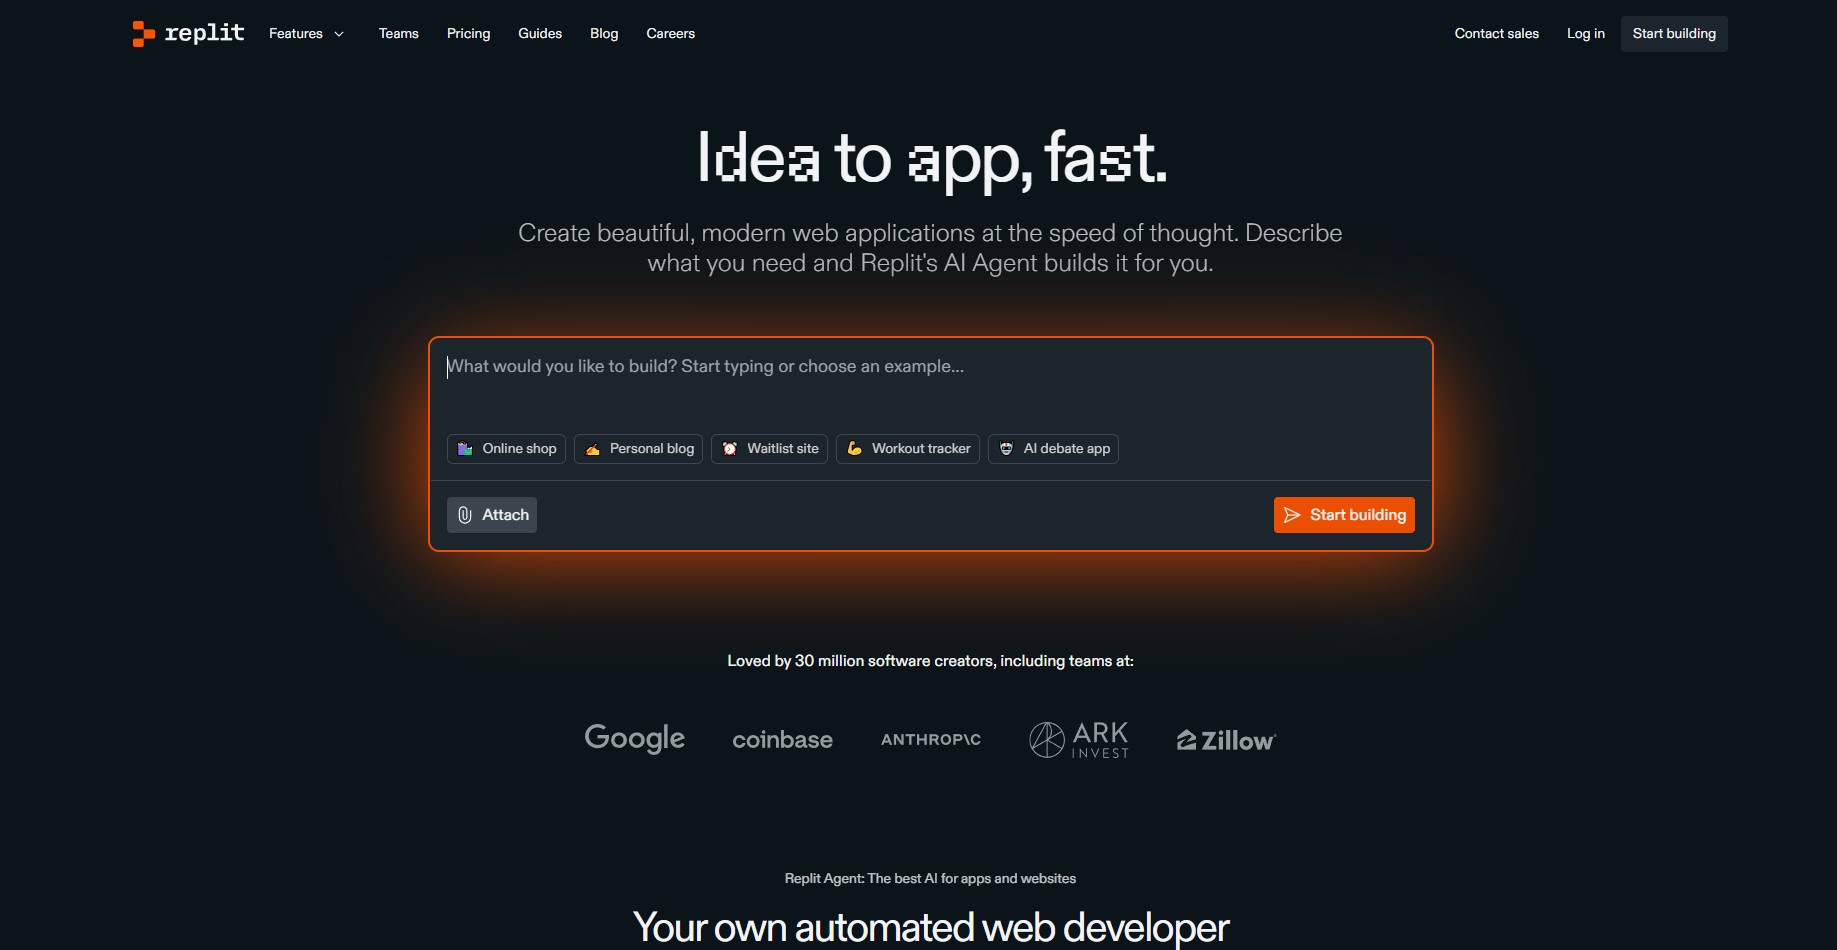 replit
Features
Teams
Pricing
Guides
Blog
Careers
Contact sales
Log in
Start building
Idea to app, fast.
Create beautiful, modern web applications at the speed of thought. Describe
what you need and Replit's AI Agent builds it for you.
What would you like to build? Start typing or choose an example...
Online shop
Personal blog
Waitlist site
Workout tracker
AI debate app
Attach
Start building
Loved by 30 million software creators, including teams at:
Google
coinbase
ANTHROP\C
ARK
INVEST
Zillow
Replit Agent: The best AI for apps and websites
Your own automated web developer